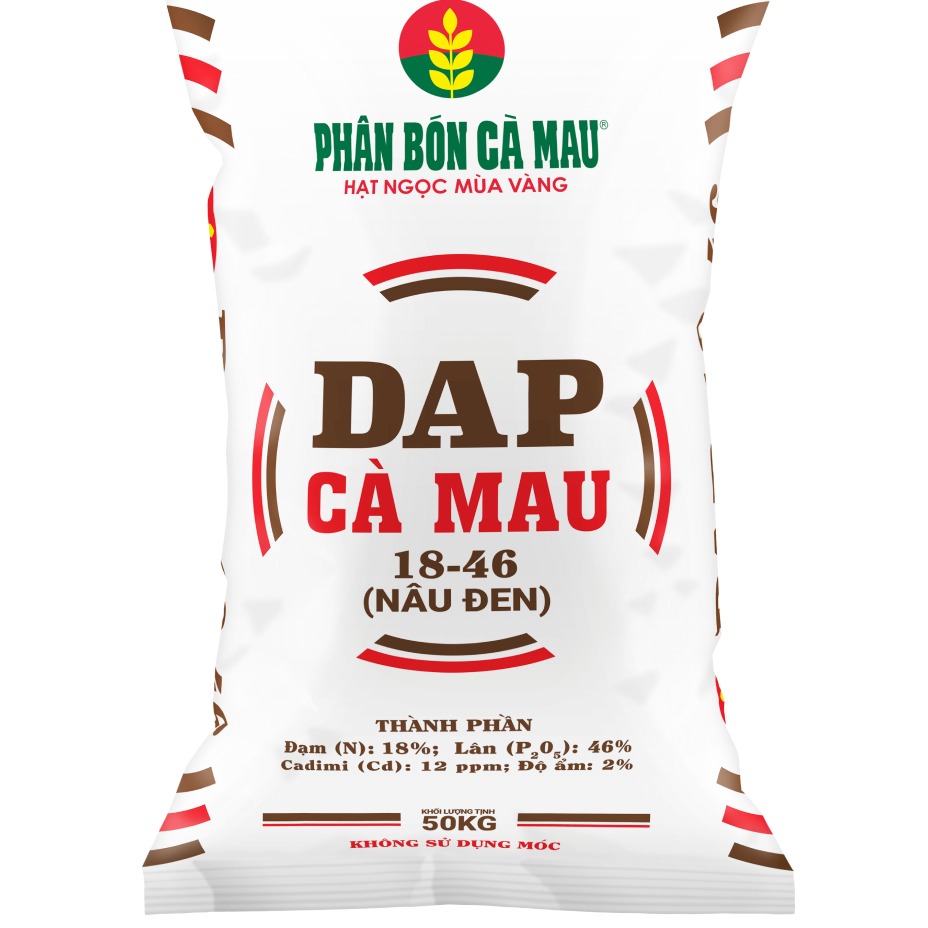 PHÂN BÓN CÀ MAU®
HẠT NGỌC MÙA VÀNG
DAP
CÀ MAU
18-46
(NÂU ĐEN)
THÀNH PHẦN
Đạm (N): 18%; Lân (P₂O₅): 46%
Cadimi (Cd): 12 ppm; Độ ẩm: 2%
KHỐI LƯỢNG TỊNH
50KG
KHÔNG SỬ DỤNG MÓC